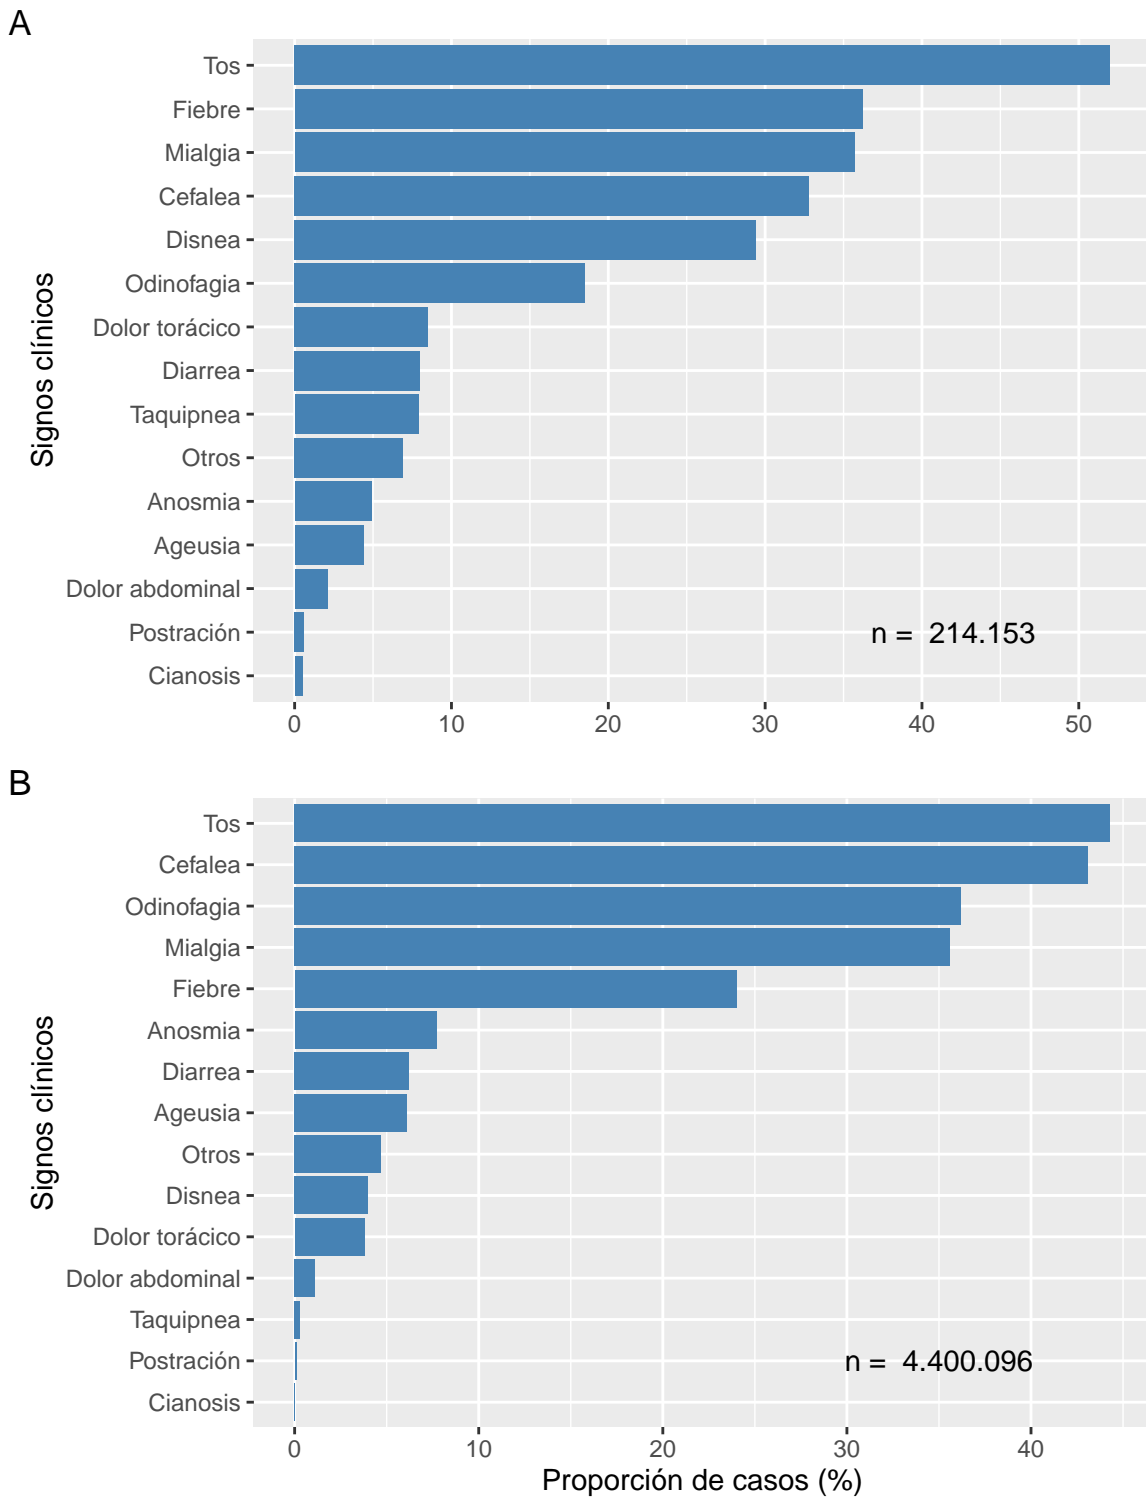 A
Signos clínicos
Tos
Fiebre
Mialgia
Cefalea
Disnea
Odinofagia
Dolor torácico
Diarrea
Taquipnea
Otros
Anosmia
Ageusia
Dolor abdominal
Postración
Cianosis
n = 214.153
0 10 20 30 40 50
B
Signos clínicos
Tos
Cefalea
Odinofagia
Mialgia
Fiebre
Anosmia
Diarrea
Ageusia
Otros
Disnea
Dolor torácico
Dolor abdominal
Taquipnea
Postración
Cianosis
n = 4.400.096
0 10 20 30 40
Proporción de casos (%)